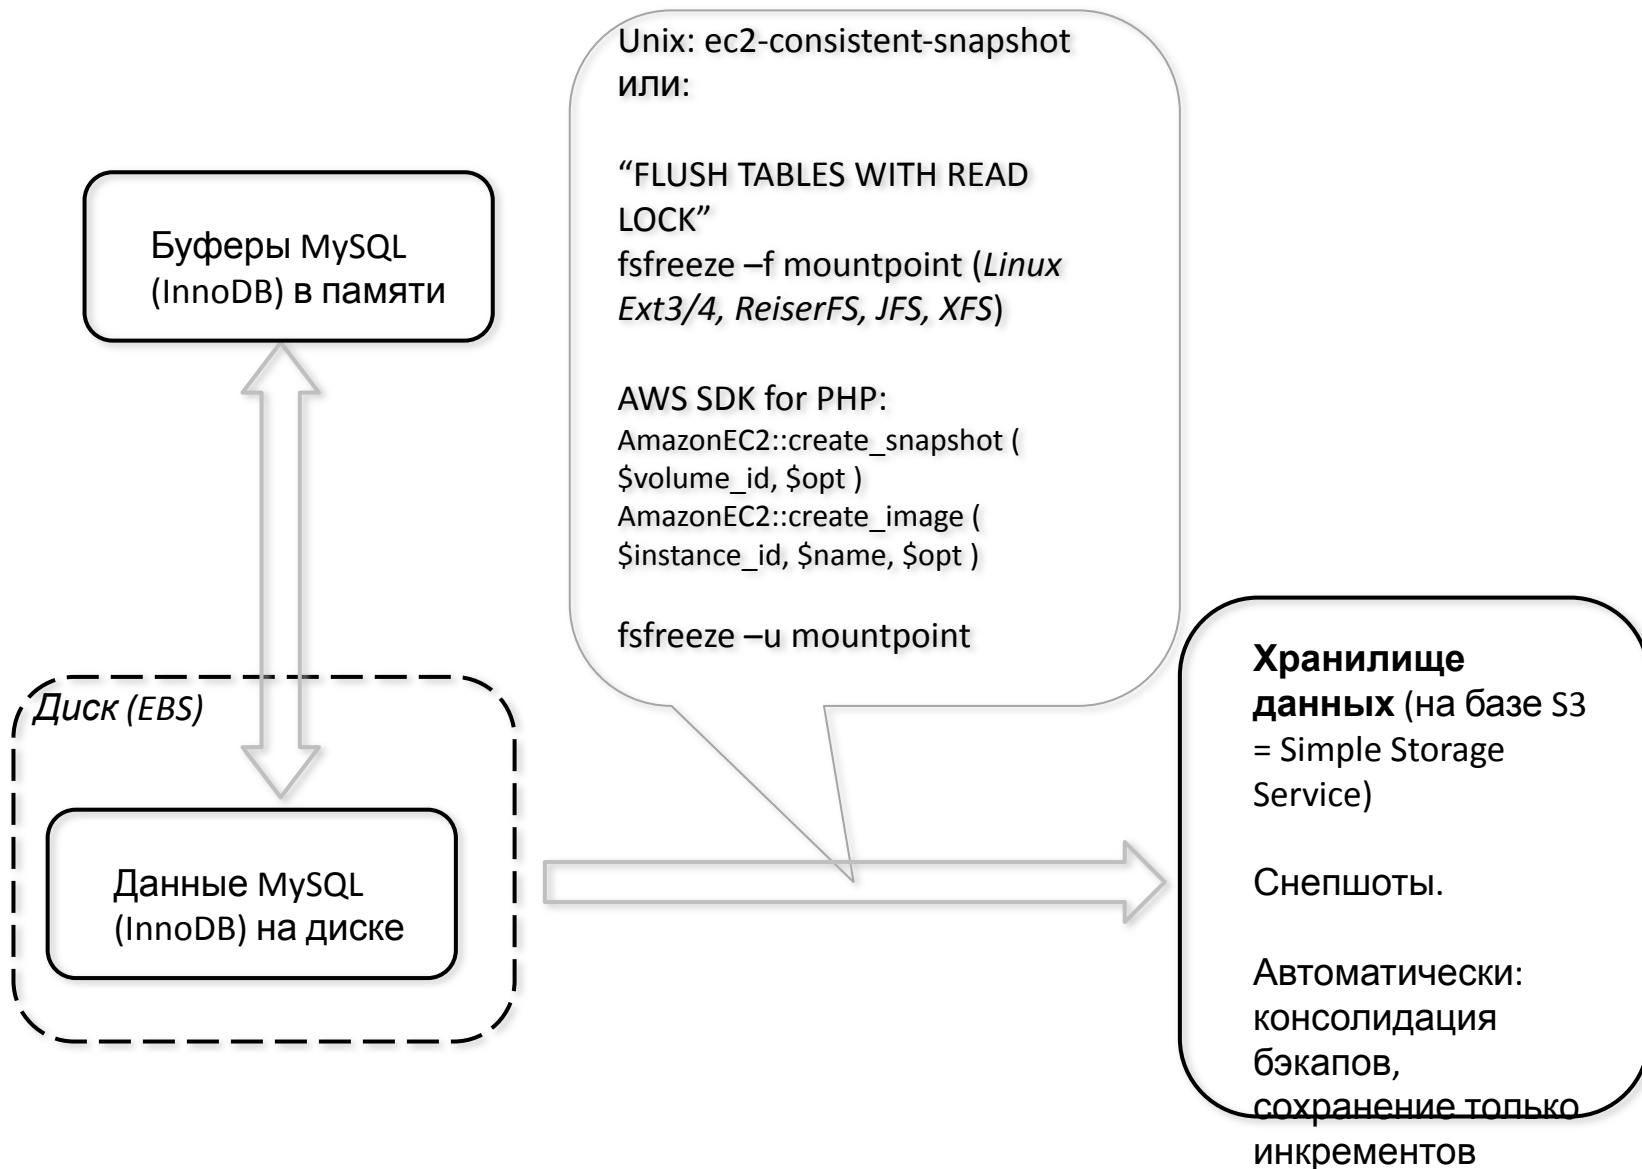 Unix: ec2-consistent-snapshot
или:
“FLUSH TABLES WITH READ
LOCK”
fsfreeze –f mountpoint (Linux
Ext3/4, ReiserFS, JFS, XFS)
AWS SDK for PHP:
AmazonEC2::create_snapshot (
$volume_id, $opt )
AmazonEC2::create_image (
$instance_id, $name, $opt )
fsfreeze –u mountpoint
Буферы MySQL
(InnoDB) в памяти
Диск (EBS)
Данные MySQL
(InnoDB) на диске
Хранилище
данных (на базе S3
= Simple Storage
Service)
Снепшоты.
Автоматически:
консолидация
бэкапов,
сохранение только
инкрементов